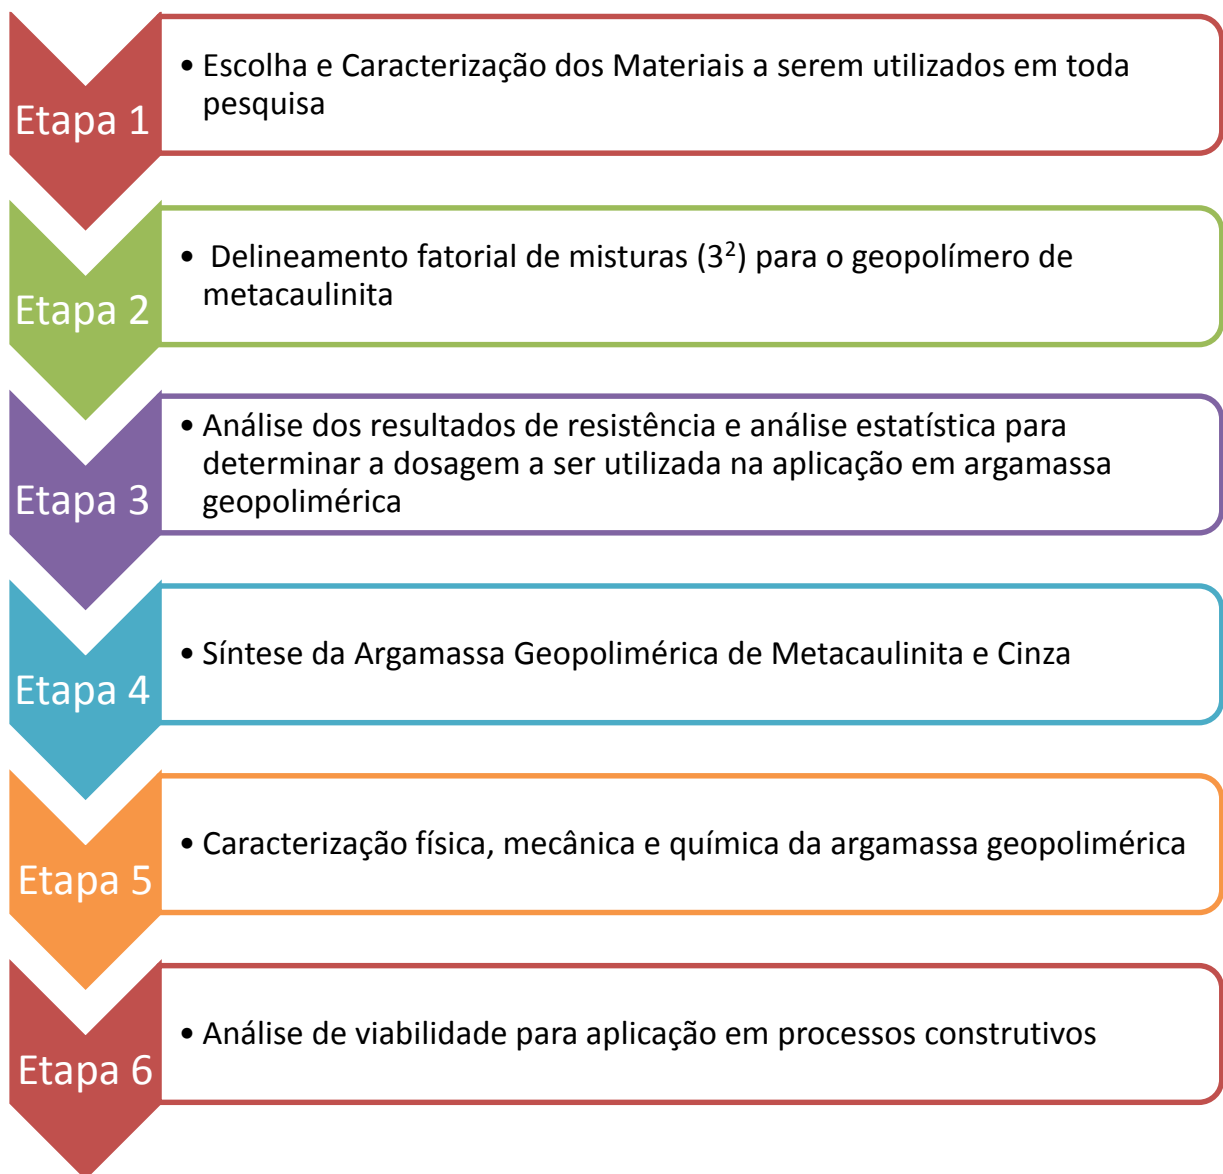 Etapa 1
• Escolha e Caracterização dos Materiais a serem utilizados em toda
pesquisa
Etapa 2
• Delineamento fatorial de misturas (3²) para o geopolímero de
metacaulinita
Etapa 3
• Análise dos resultados de resistência e análise estatística para
determinar a dosagem a ser utilizada na aplicação em argamassa
geopolimérica
Etapa 4
• Síntese da Argamassa Geopolimérica de Metacaulinita e Cinza
Etapa 5
• Caracterização física, mecânica e química da argamassa geopolimérica
Etapa 6
• Análise de viabilidade para aplicação em processos construtivos